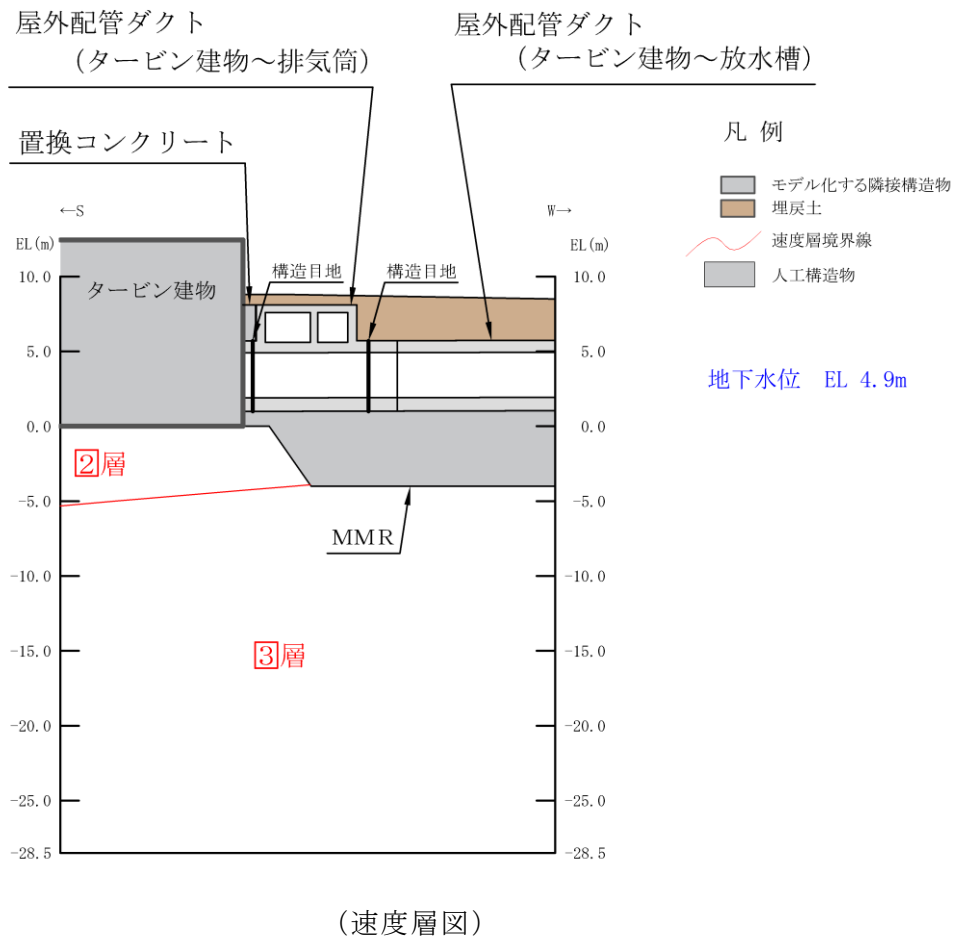 屋外配管ダクト
(タービン建物～排気筒)
屋外配管ダクト
(タービン建物～放水槽)
置換コンクリート
凡 例
モデル化する隣接構造物
埋戻土
速度層境界線
人工構造物
←S
W→
EL(m)
EL(m)
構造目地
構造目地
タービン建物
10.0
10.0
5.0
5.0
地下水位 EL 4.9m
0.0
0.0
②層
-5.0
-5.0
MMR
-10.0
-10.0
③層
-15.0
-15.0
-20.0
-20.0
-25.0
-25.0
-28.5
-28.5
(速度層図)